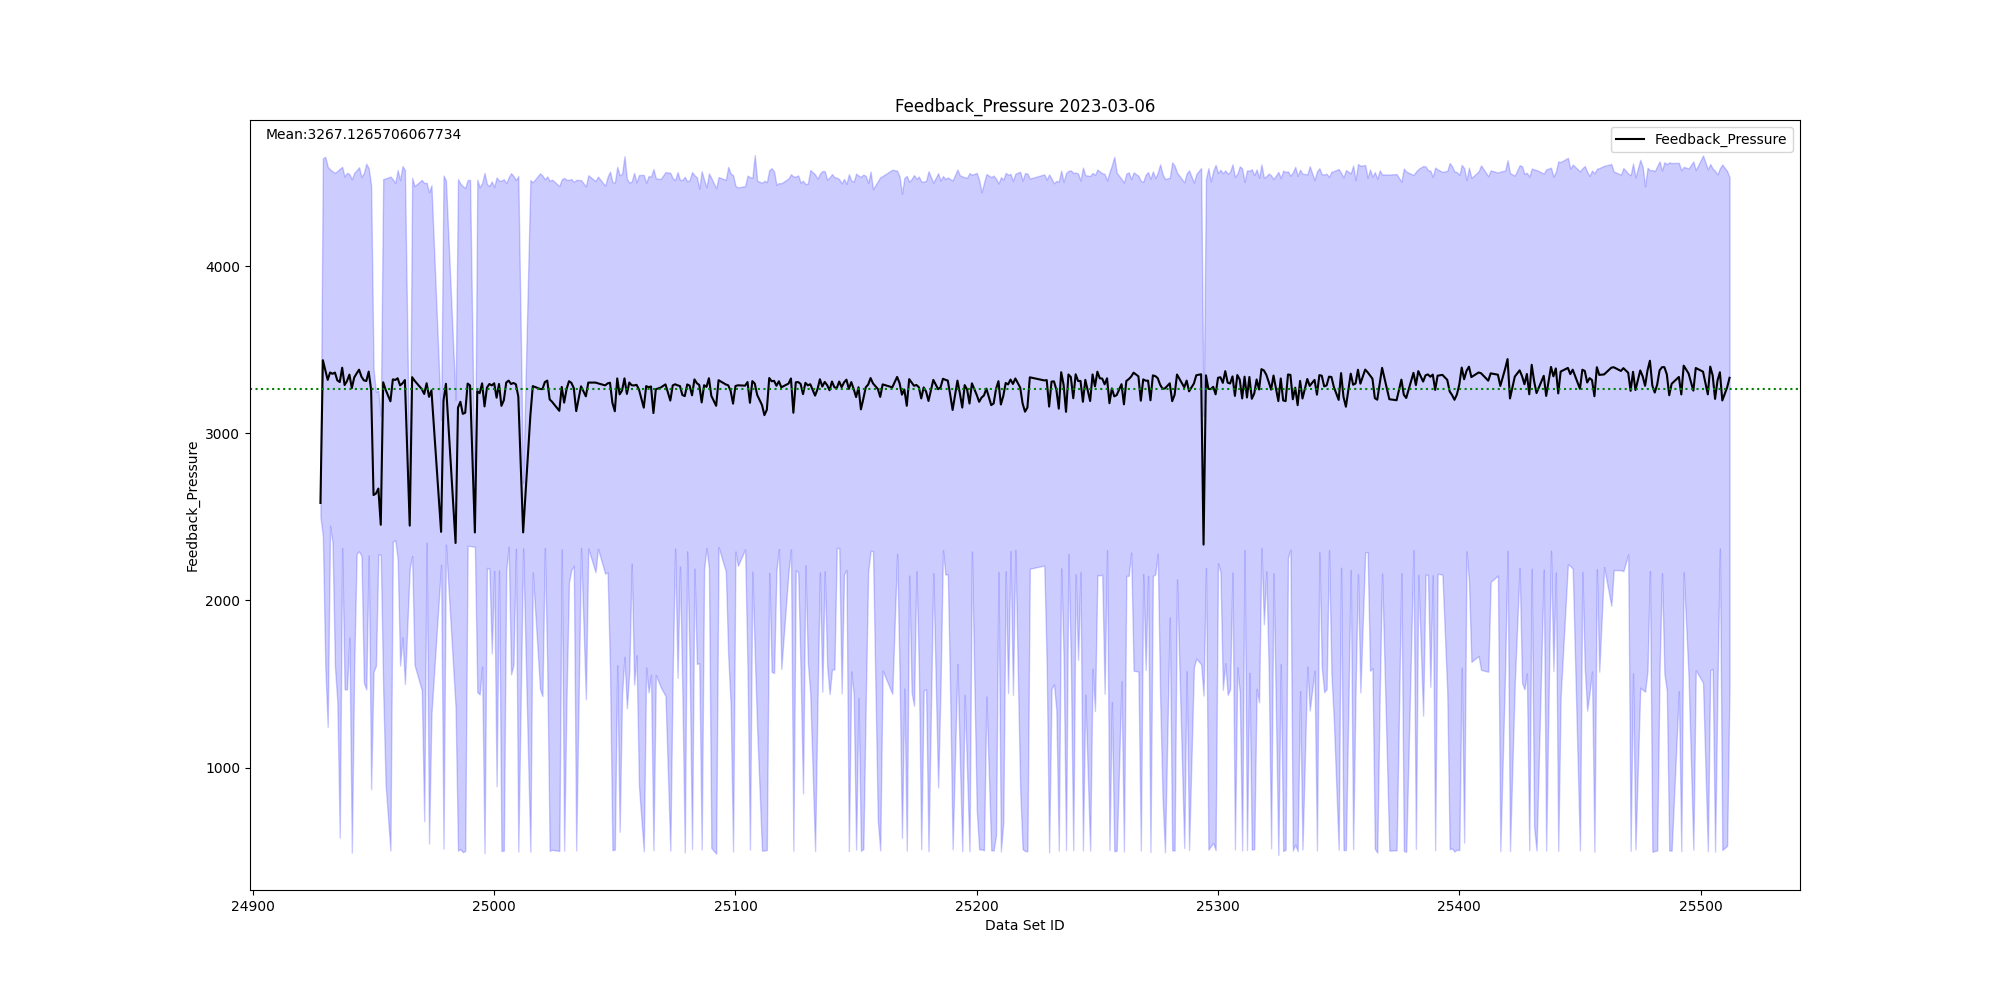 Feedback_Pressure 2023-03-06
Mean:3267.1265706067734
Feedback_Pressure
Feedback_Pressure
4000
3000
2000
1000
24900
25000
25100
25200
25300
25400
25500
Data Set ID